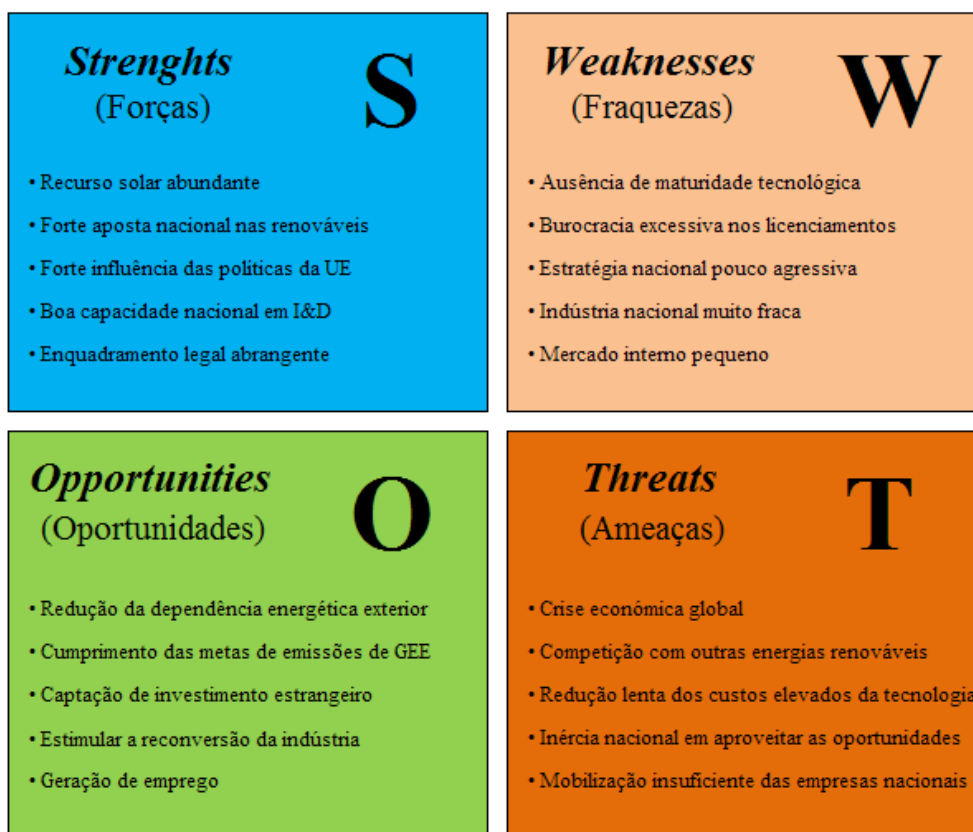 Strenghts
(Forças)
S
• Recurso solar abundante
• Forte aposta nacional nas renováveis
• Forte influência das políticas da UE
• Boa capacidade nacional em I&D
• Enquadramento legal abrangente
Weaknesses
(Fraquezas)
W
• Ausência de maturidade tecnológica
• Burocracia excessiva nos licenciamentos
• Estratégia nacional pouco agressiva
• Indústria nacional muito fraca
• Mercado interno pequeno
Opportunities
(Oportunidades)
O
• Redução da dependência energética exterior
• Cumprimento das metas de emissões de GEE
• Captação de investimento estrangeiro
• Estimular a reconversão da indústria
• Geração de emprego
Threats
(Ameaças)
T
• Crise económica global
• Competição com outras energias renováveis
• Redução lenta dos custos elevados da tecnologia
• Inércia nacional em aproveitar as oportunidades
• Mobilização insuficiente das empresas nacionais